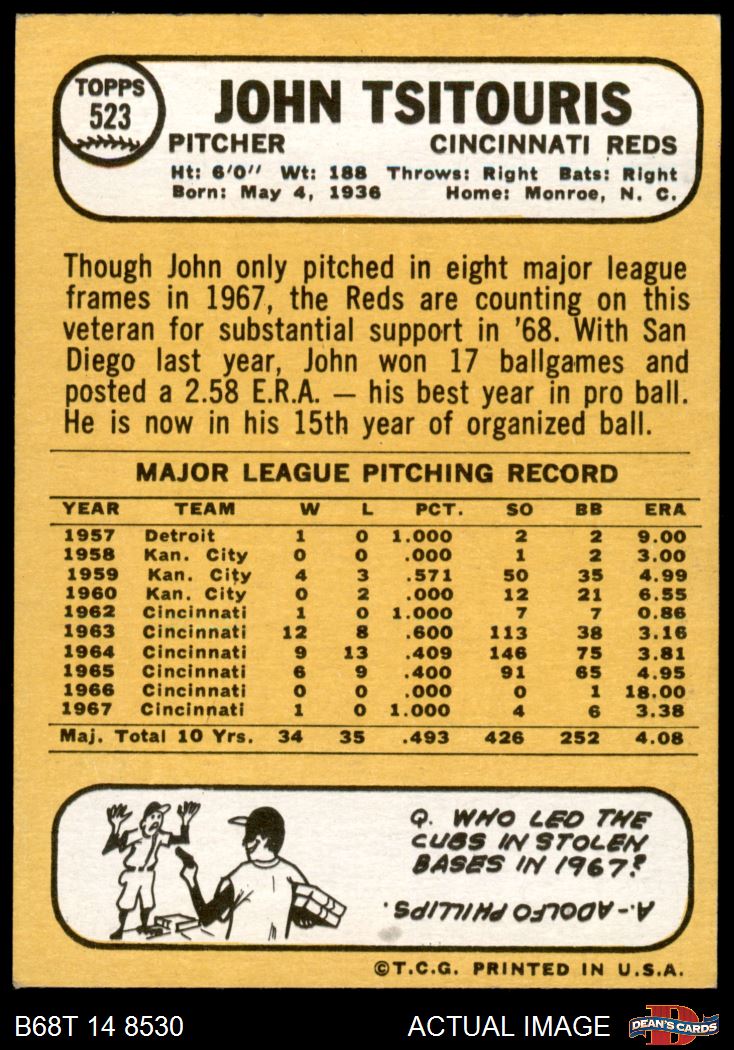 TOPPS
523
JOHN TSITOURIS
PITCHER CINCINNATI REDS
Ht: 6'0" Wt: 188 Throws: Right Bats: Right
Born: May 4, 1936 Home: Monroe, N. C.
Though John only pitched in eight major league
frames in 1967, the Reds are counting on this
veteran for substantial support in '68. With San
Diego last year, John won 17 ballgames and
posted a 2.58 E.R.A. — his best year in pro ball.
He is now in his 15th year of organized ball.
MAJOR LEAGUE PITCHING RECORD
YEAR TEAM W L PCT. SO BB ERA
1957 Detroit 1 0 1.000 2 2 9.00
1958 Kan. City 0 0 .000 1 2 3.00
1959 Kan. City 4 3 .571 50 35 4.99
1960 Kan. City 0 2 .000 12 21 6.55
1962 Cincinnati 1 0 1.000 7 7 0.86
1963 Cincinnati 12 8 .600 113 38 3.16
1964 Cincinnati 9 13 .409 146 75 3.81
1965 Cincinnati 6 9 .400 91 65 4.95
1966 Cincinnati 0 0 .000 0 1 18.00
1967 Cincinnati 1 0 1.000 4 6 3.38
Maj. Total 10 Yrs. 34 35 .493 426 252 4.08
Q. WHO LED THE
CUBS IN STOLEN
BASES IN 1967?
A.- ADOLFO PHILLIPS.
©T.C.G. PRINTED IN U.S.A.
B68T 14 8530 ACTUAL IMAGE DEAN'S CARDS